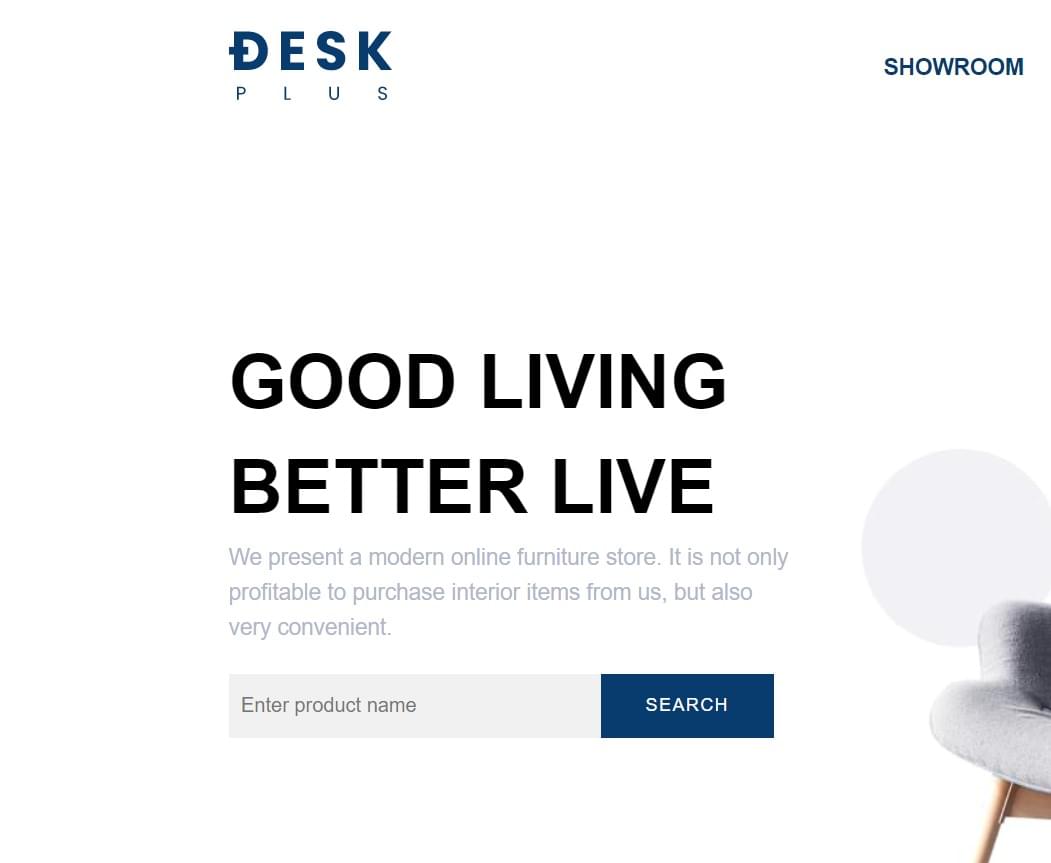 ĐESK
PLUS
SHOWROOM
GOOD LIVING
BETTER LIVE
We present a modern online furniture store. It is not only
profitable to purchase interior items from us, but also
very convenient.
Enter product name
SEARCH